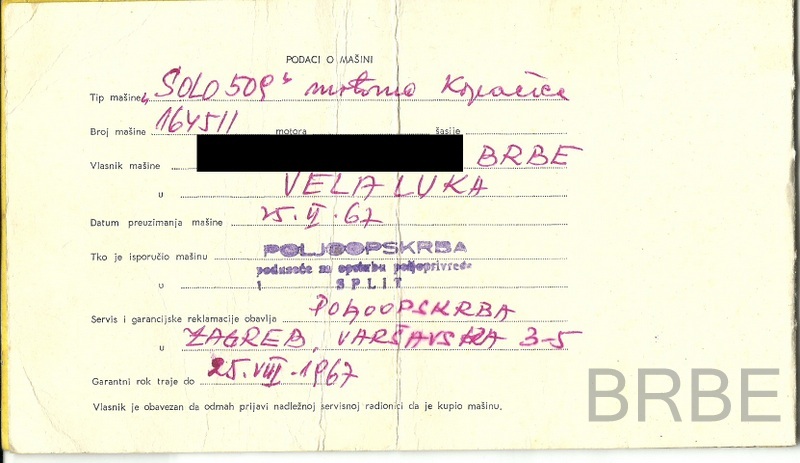 PODACI O MAŠINI
Tip mašine „SOLO 509" motorna Kopačica
Broj mašine 164511 motora šasije
Vlasnik mašine BRBE
u VELA LUKA
Datum preuzimanja mašine 25. VI. 67
Tko je isporučio mašinu POLJOOPSKRBA
poduzeće za opskrbu poljoprivrede
u SPLIT
Servis i garancijske reklamacije obavlja POLJOOPSKRBA
u ZAGREB, VARŠAVSKA 3-5
Garantni rok traje do 25. VIII. 1967
Vlasnik je obavezan da odmah prijavi nadležnoj servisnoj radionici da je kupio mašinu.
BRBE